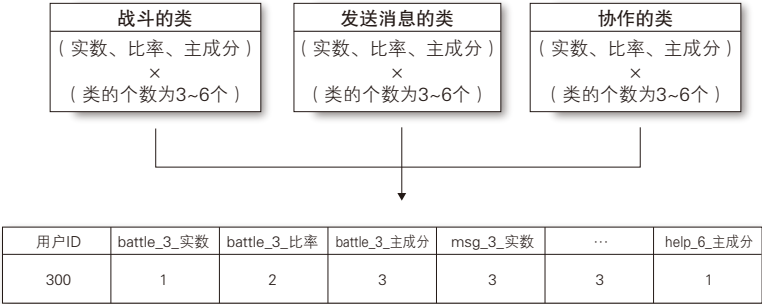 战斗的类
（实数、比率、主成分）
×
（类的个数为3~6个）
发送消息的类
（实数、比率、主成分）
×
（类的个数为3~6个）
协作的类
（实数、比率、主成分）
×
（类的个数为3~6个）
用户ID battle_3_实数 battle_3_比率 battle_3_主成分 msg_3_实数 … help_6_主成分
300 1 2 3 3 3 1